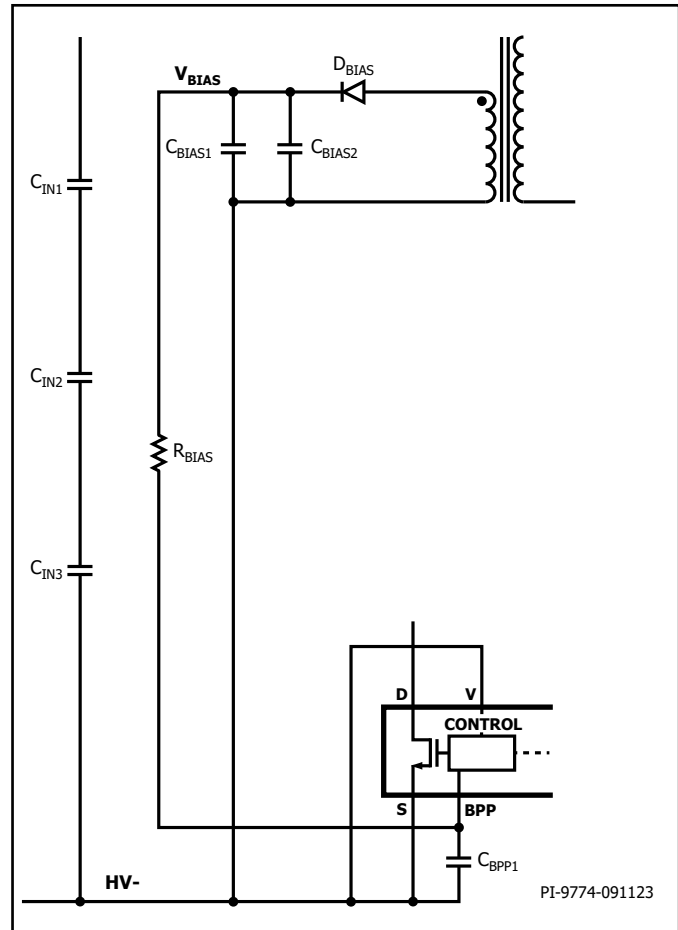 D_BIAS
V_BIAS
C_BIAS1
C_BIAS2
C_IN1
C_IN2
R_BIAS
C_IN3
D
V
CONTROL
S
BPP
C_BPP1
HV-
PI-9774-091123